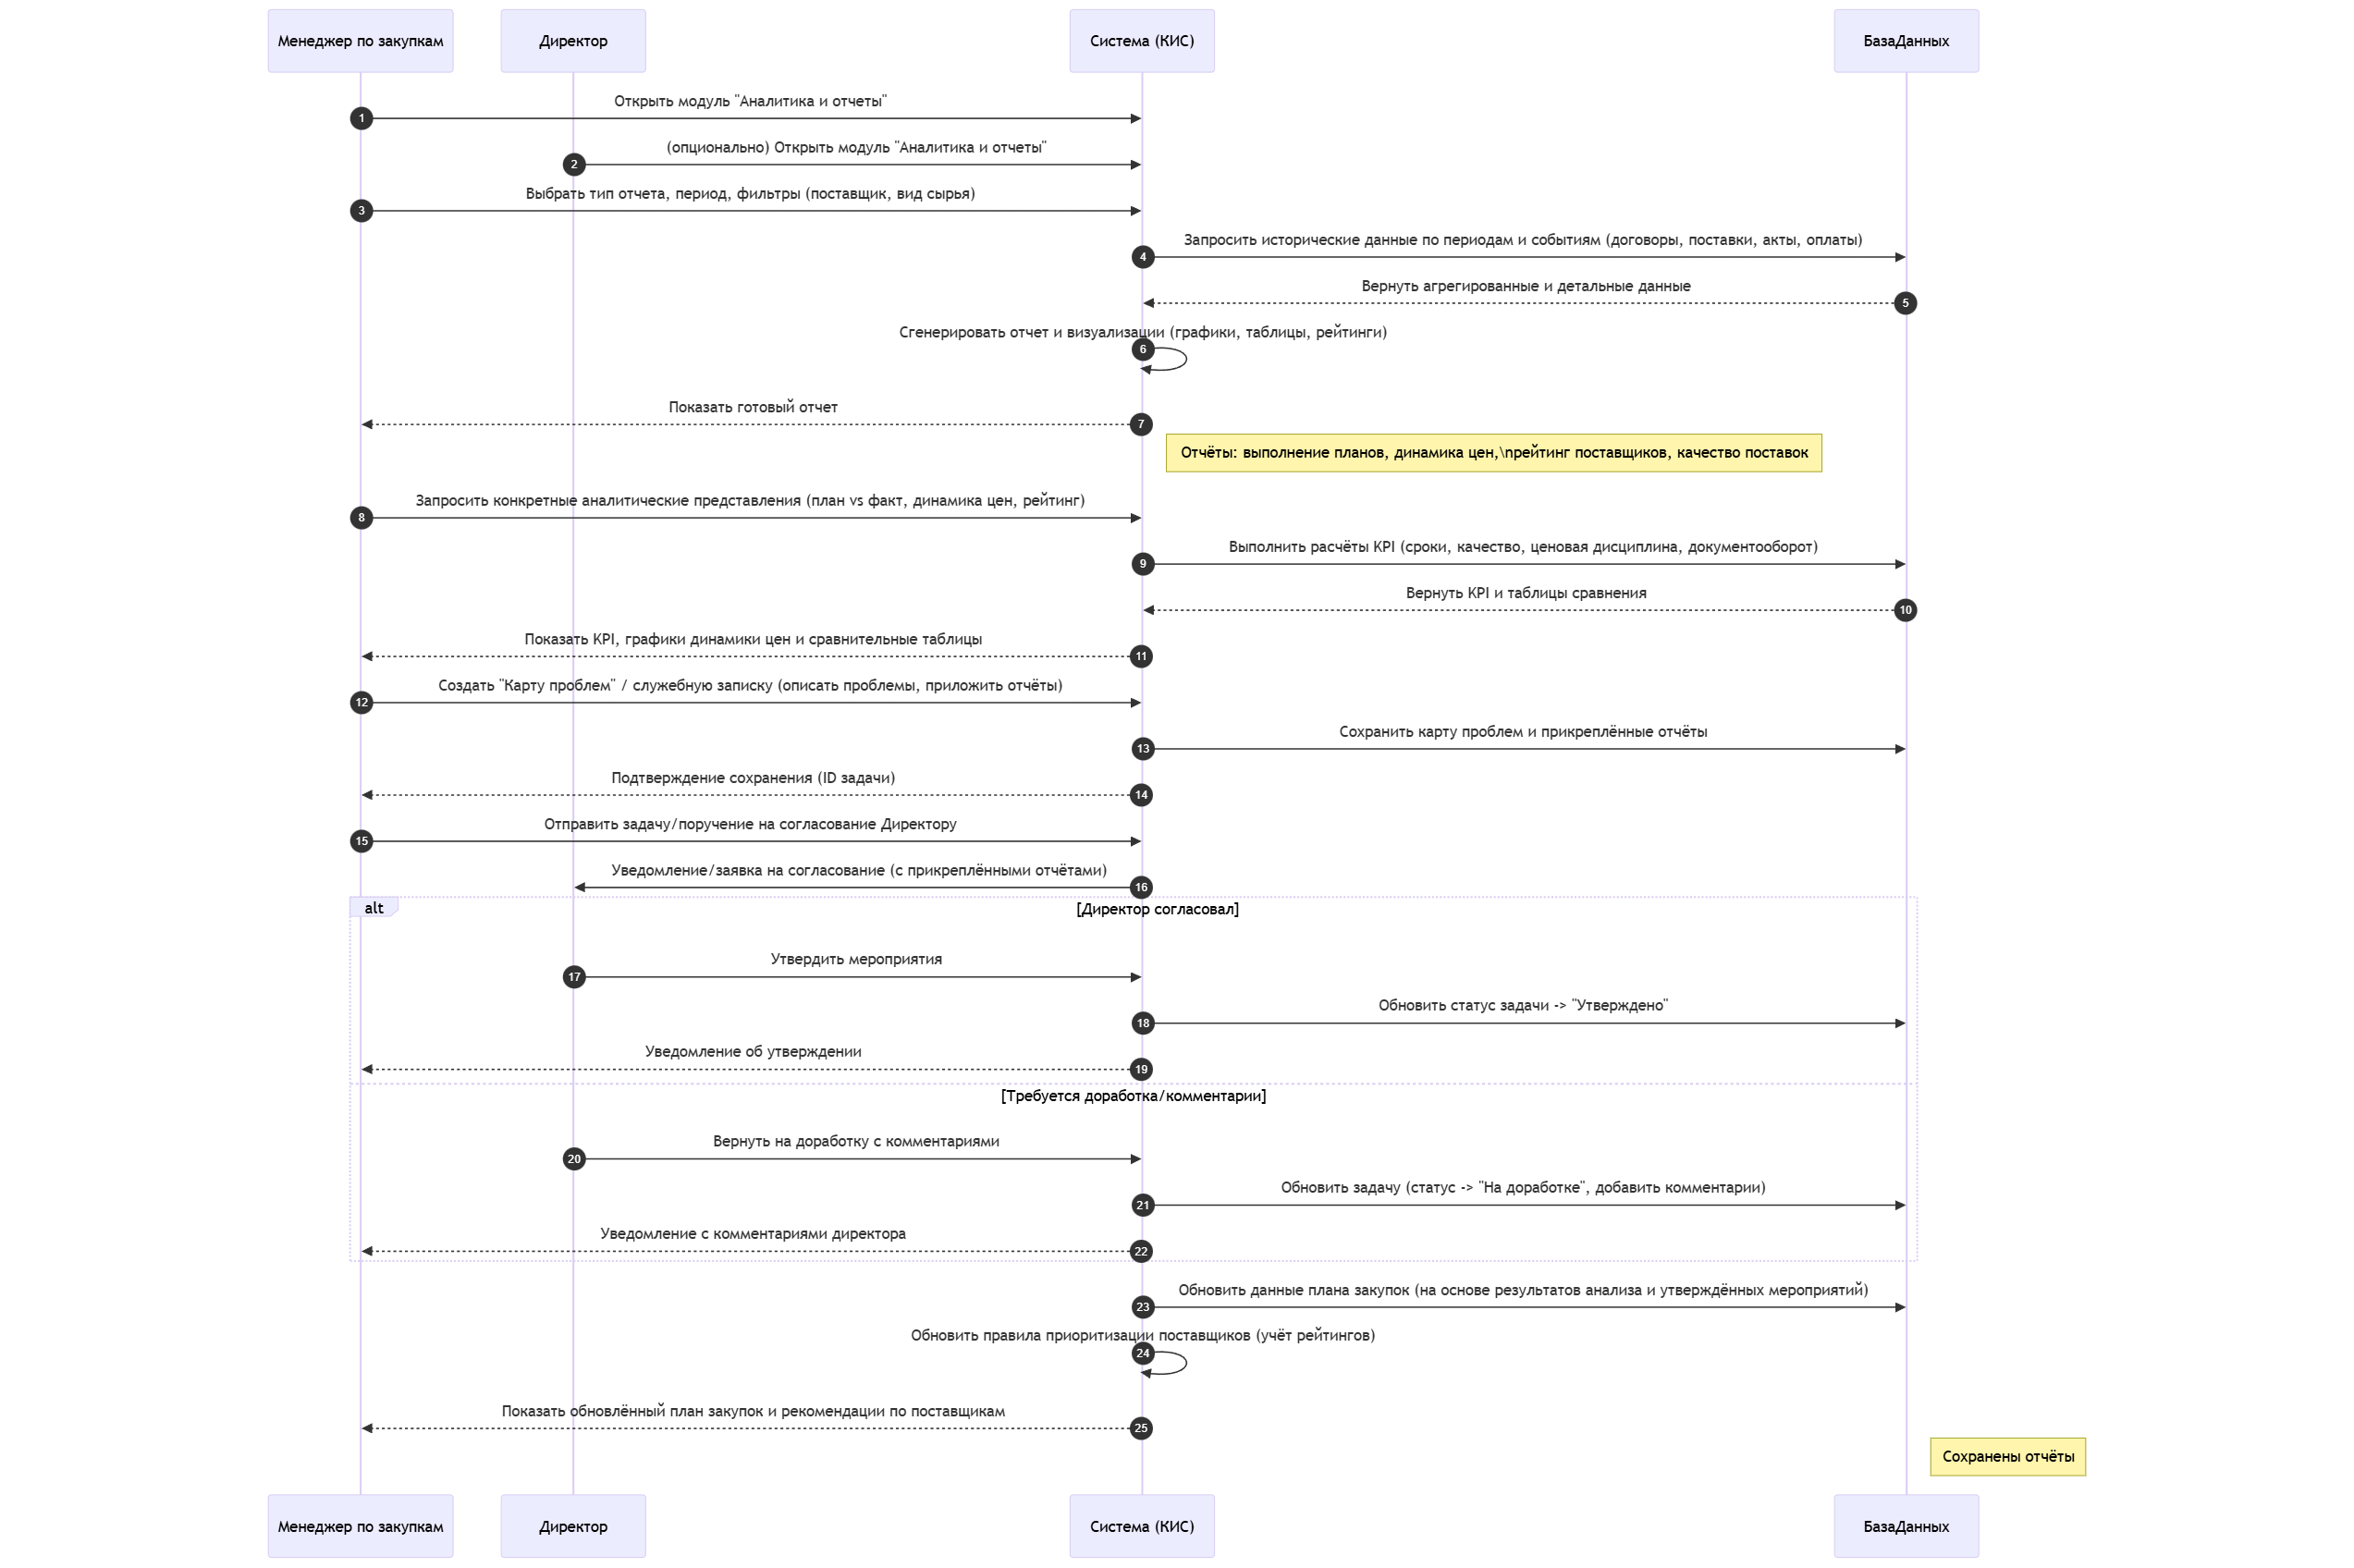 Менеджер по закупкам
Директор
Система (КИС)
БазаДанных
Открыть модуль "Аналитика и отчеты"
1
(опционально) Открыть модуль "Аналитика и отчеты"
2
Выбрать тип отчета, период, фильтры (поставщик, вид сырья)
3
Запросить исторические данные по периодам и событиям (договоры, поставки, акты, оплаты)
4
Вернуть агрегированные и детальные данные
5
Сгенерировать отчет и визуализации (графики, таблицы, рейтинги)
6
Показать готовый отчет
7
Отчёты: выполнение планов, динамика цен,\nрейтинг поставщиков, качество поставок
Запросить конкретные аналитические представления (план vs факт, динамика цен, рейтинг)
8
Выполнить расчёты KPI (сроки, качество, ценовая дисциплина, документооборот)
9
Вернуть KPI и таблицы сравнения
10
Показать KPI, графики динамики цен и сравнительные таблицы
11
Создать "Карту проблем" / служебную записку (описать проблемы, приложить отчёты)
12
Сохранить карту проблем и прикреплённые отчёты
13
Подтверждение сохранения (ID задачи)
14
Отправить задачу/поручение на согласование Директору
15
Уведомление/заявка на согласование (с прикреплёнными отчётами)
16
alt
[Директор согласовал]
Утвердить мероприятия
17
Обновить статус задачи -> "Утверждено"
18
Уведомление об утверждении
19
[Требуется доработка/комментарии]
Вернуть на доработку с комментариями
20
Обновить задачу (статус -> "На доработке", добавить комментарии)
21
Уведомление с комментариями директора
22
Обновить данные плана закупок (на основе результатов анализа и утверждённых мероприятий)
23
Обновить правила приоритизации поставщиков (учёт рейтингов)
24
Показать обновлённый план закупок и рекомендации по поставщикам
25
Сохранены отчёты
Менеджер по закупкам
Директор
Система (КИС)
БазаДанных